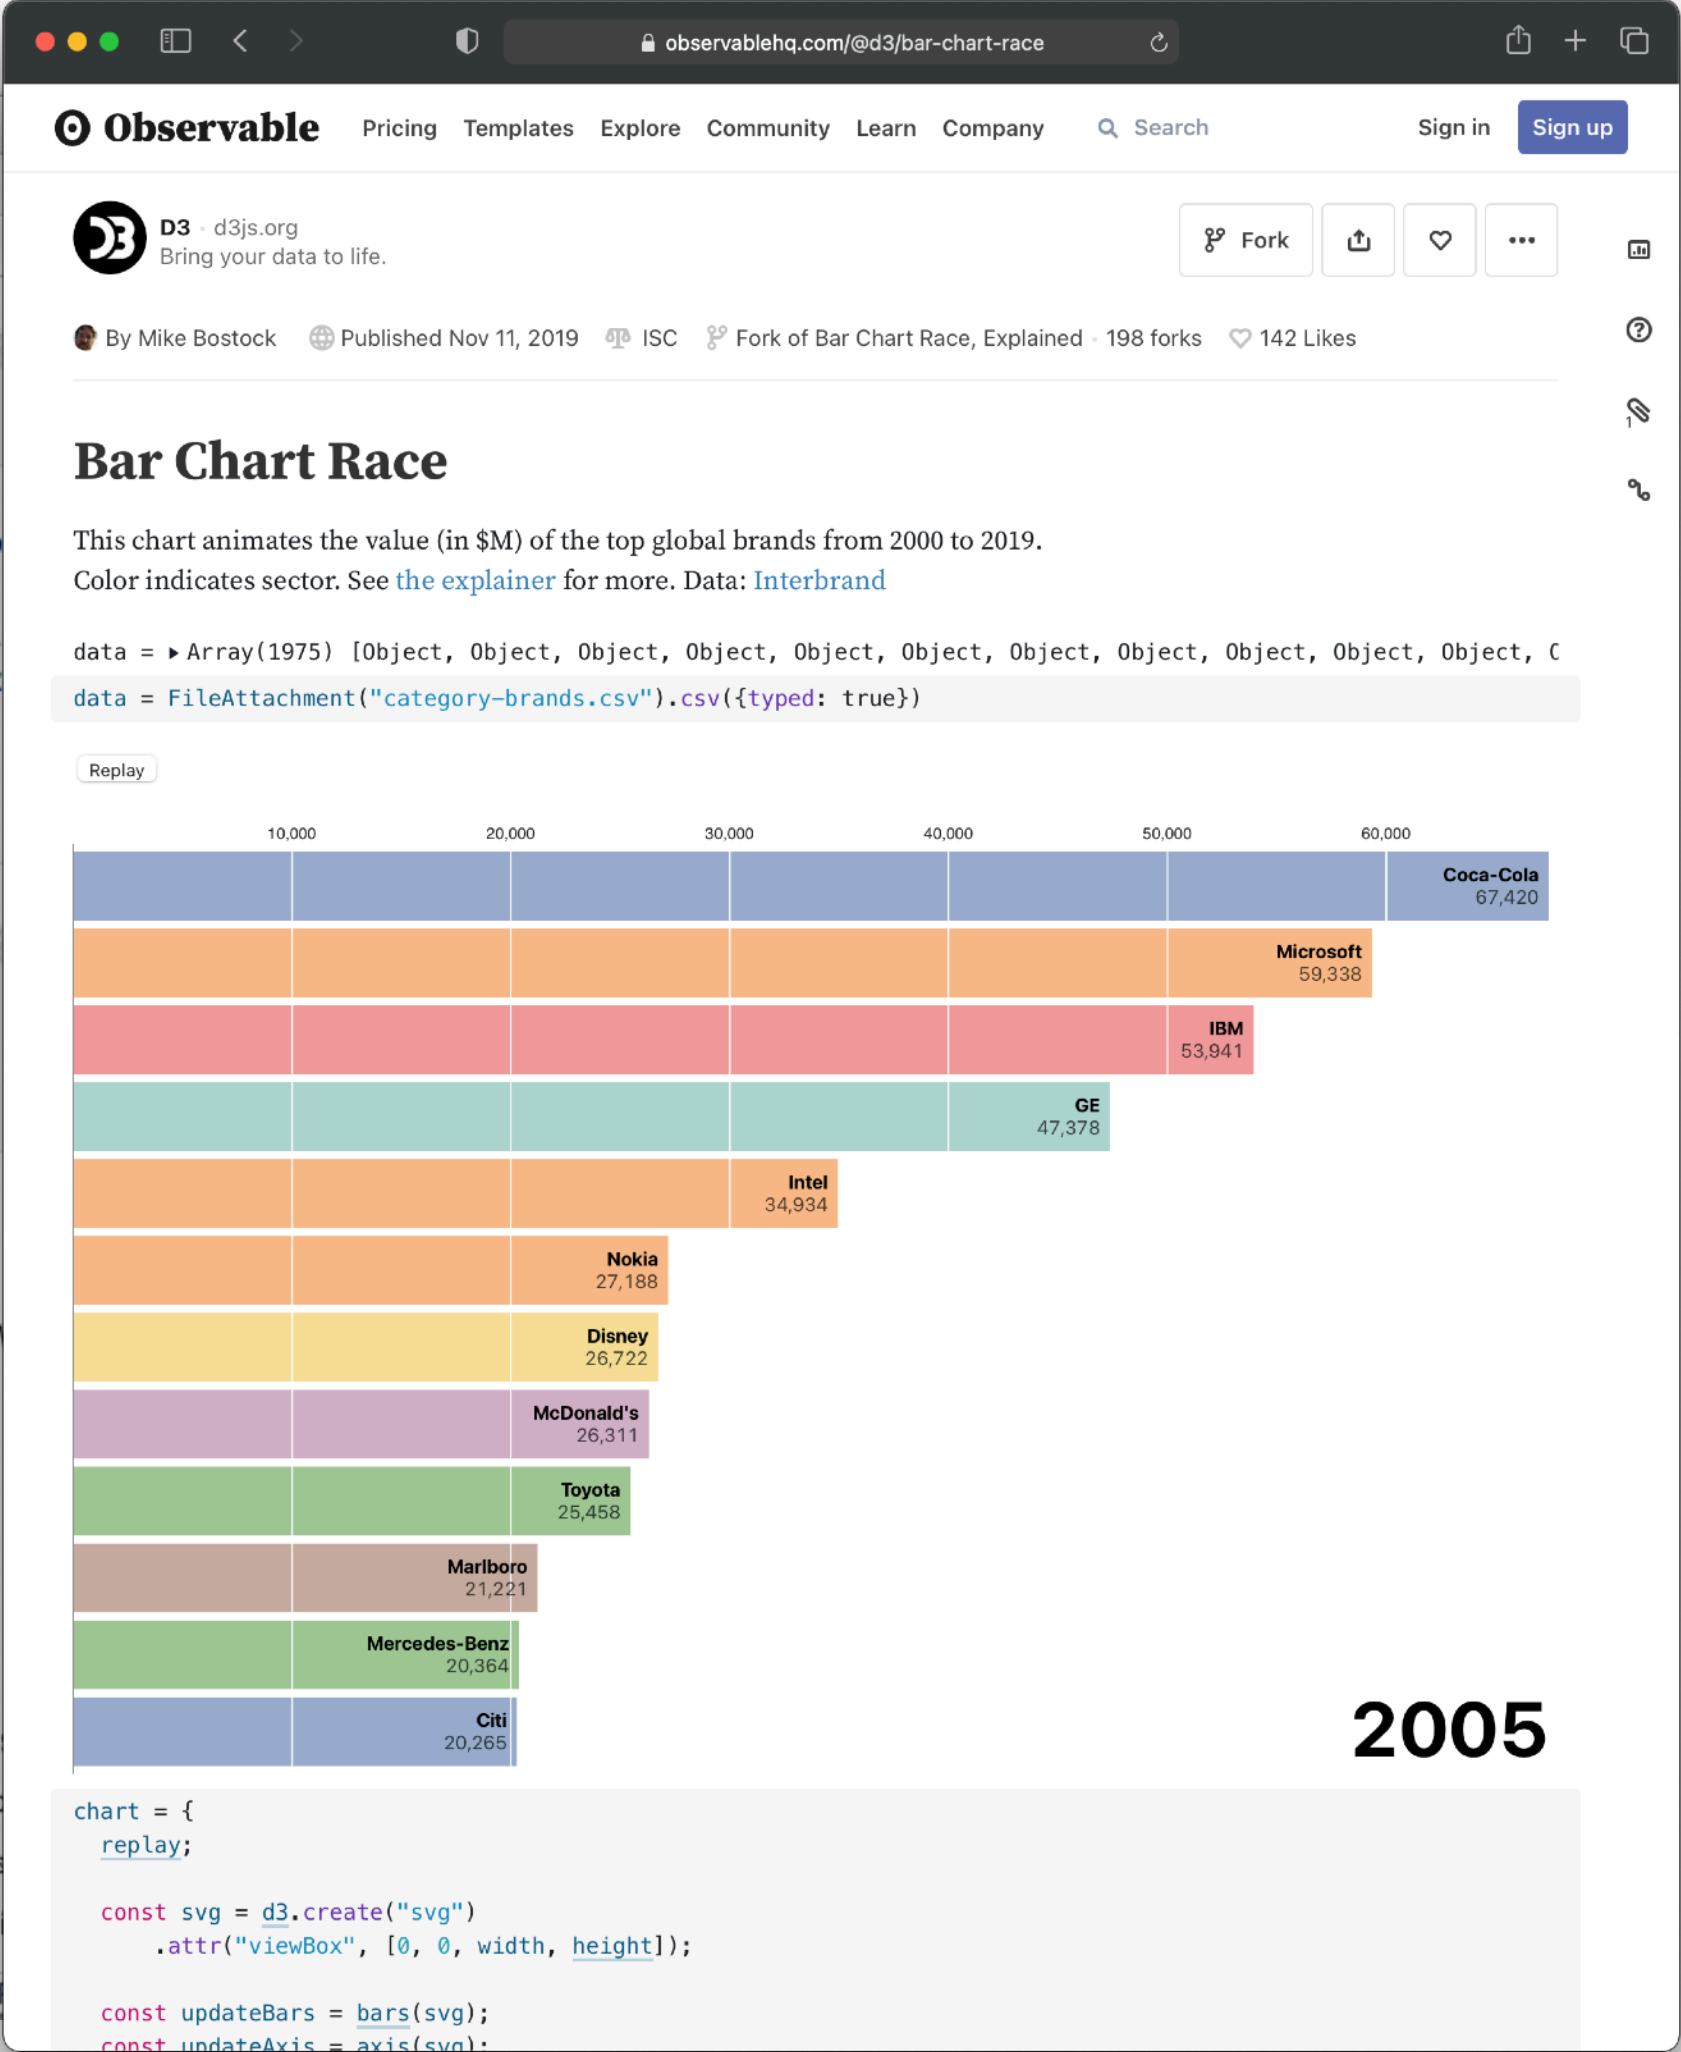 observablehq.com/@d3/bar-chart-race
Observable Pricing Templates Explore Community Learn Company Search Sign in Sign up
D3 · d3js.org
Bring your data to life.
Fork
By Mike Bostock Published Nov 11, 2019 ISC Fork of Bar Chart Race, Explained · 198 forks 142 Likes
1
Bar Chart Race
This chart animates the value (in $M) of the top global brands from 2000 to 2019.
Color indicates sector. See the explainer for more. Data: Interbrand
data = ▸Array(1975) [Object, Object, Object, Object, Object, Object, Object, Object, Object, Object, Object, O
data = FileAttachment("category-brands.csv").csv({typed: true})
Replay
10,000 20,000 30,000 40,000 50,000 60,000
Coca-Cola
67,420
Microsoft
59,338
IBM
53,941
GE
47,378
Intel
34,934
Nokia
27,188
Disney
26,722
McDonald's
26,311
Toyota
25,458
Marlboro
21,221
Mercedes-Benz
20,364
Citi
20,265
2005
chart = {
replay;
const svg = d3.create("svg")
.attr("viewBox", [0, 0, width, height]);
const updateBars = bars(svg);
const updateAxis = axis(svg);